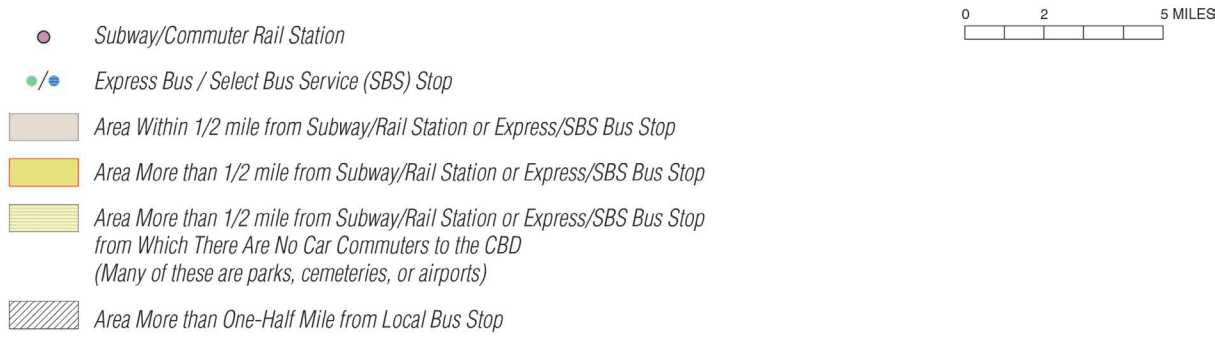 0 2 5 MILES
Subway/Commuter Rail Station
/ Express Bus / Select Bus Service (SBS) Stop
Area Within 1/2 mile from Subway/Rail Station or Express/SBS Bus Stop
Area More than 1/2 mile from Subway/Rail Station or Express/SBS Bus Stop
Area More than 1/2 mile from Subway/Rail Station or Express/SBS Bus Stop
from Which There Are No Car Commuters to the CBD
(Many of these are parks, cemeteries, or airports)
Area More than One-Half Mile from Local Bus Stop